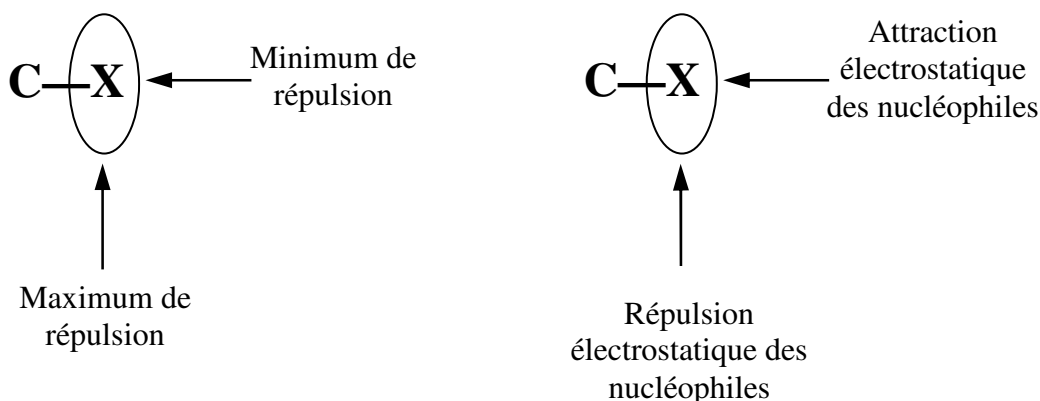 C–X
Minimum de
répulsion
Maximum de
répulsion
C–X
Attraction
électrostatique
des nucléophiles
Répulsion
électrostatique des
nucléophiles